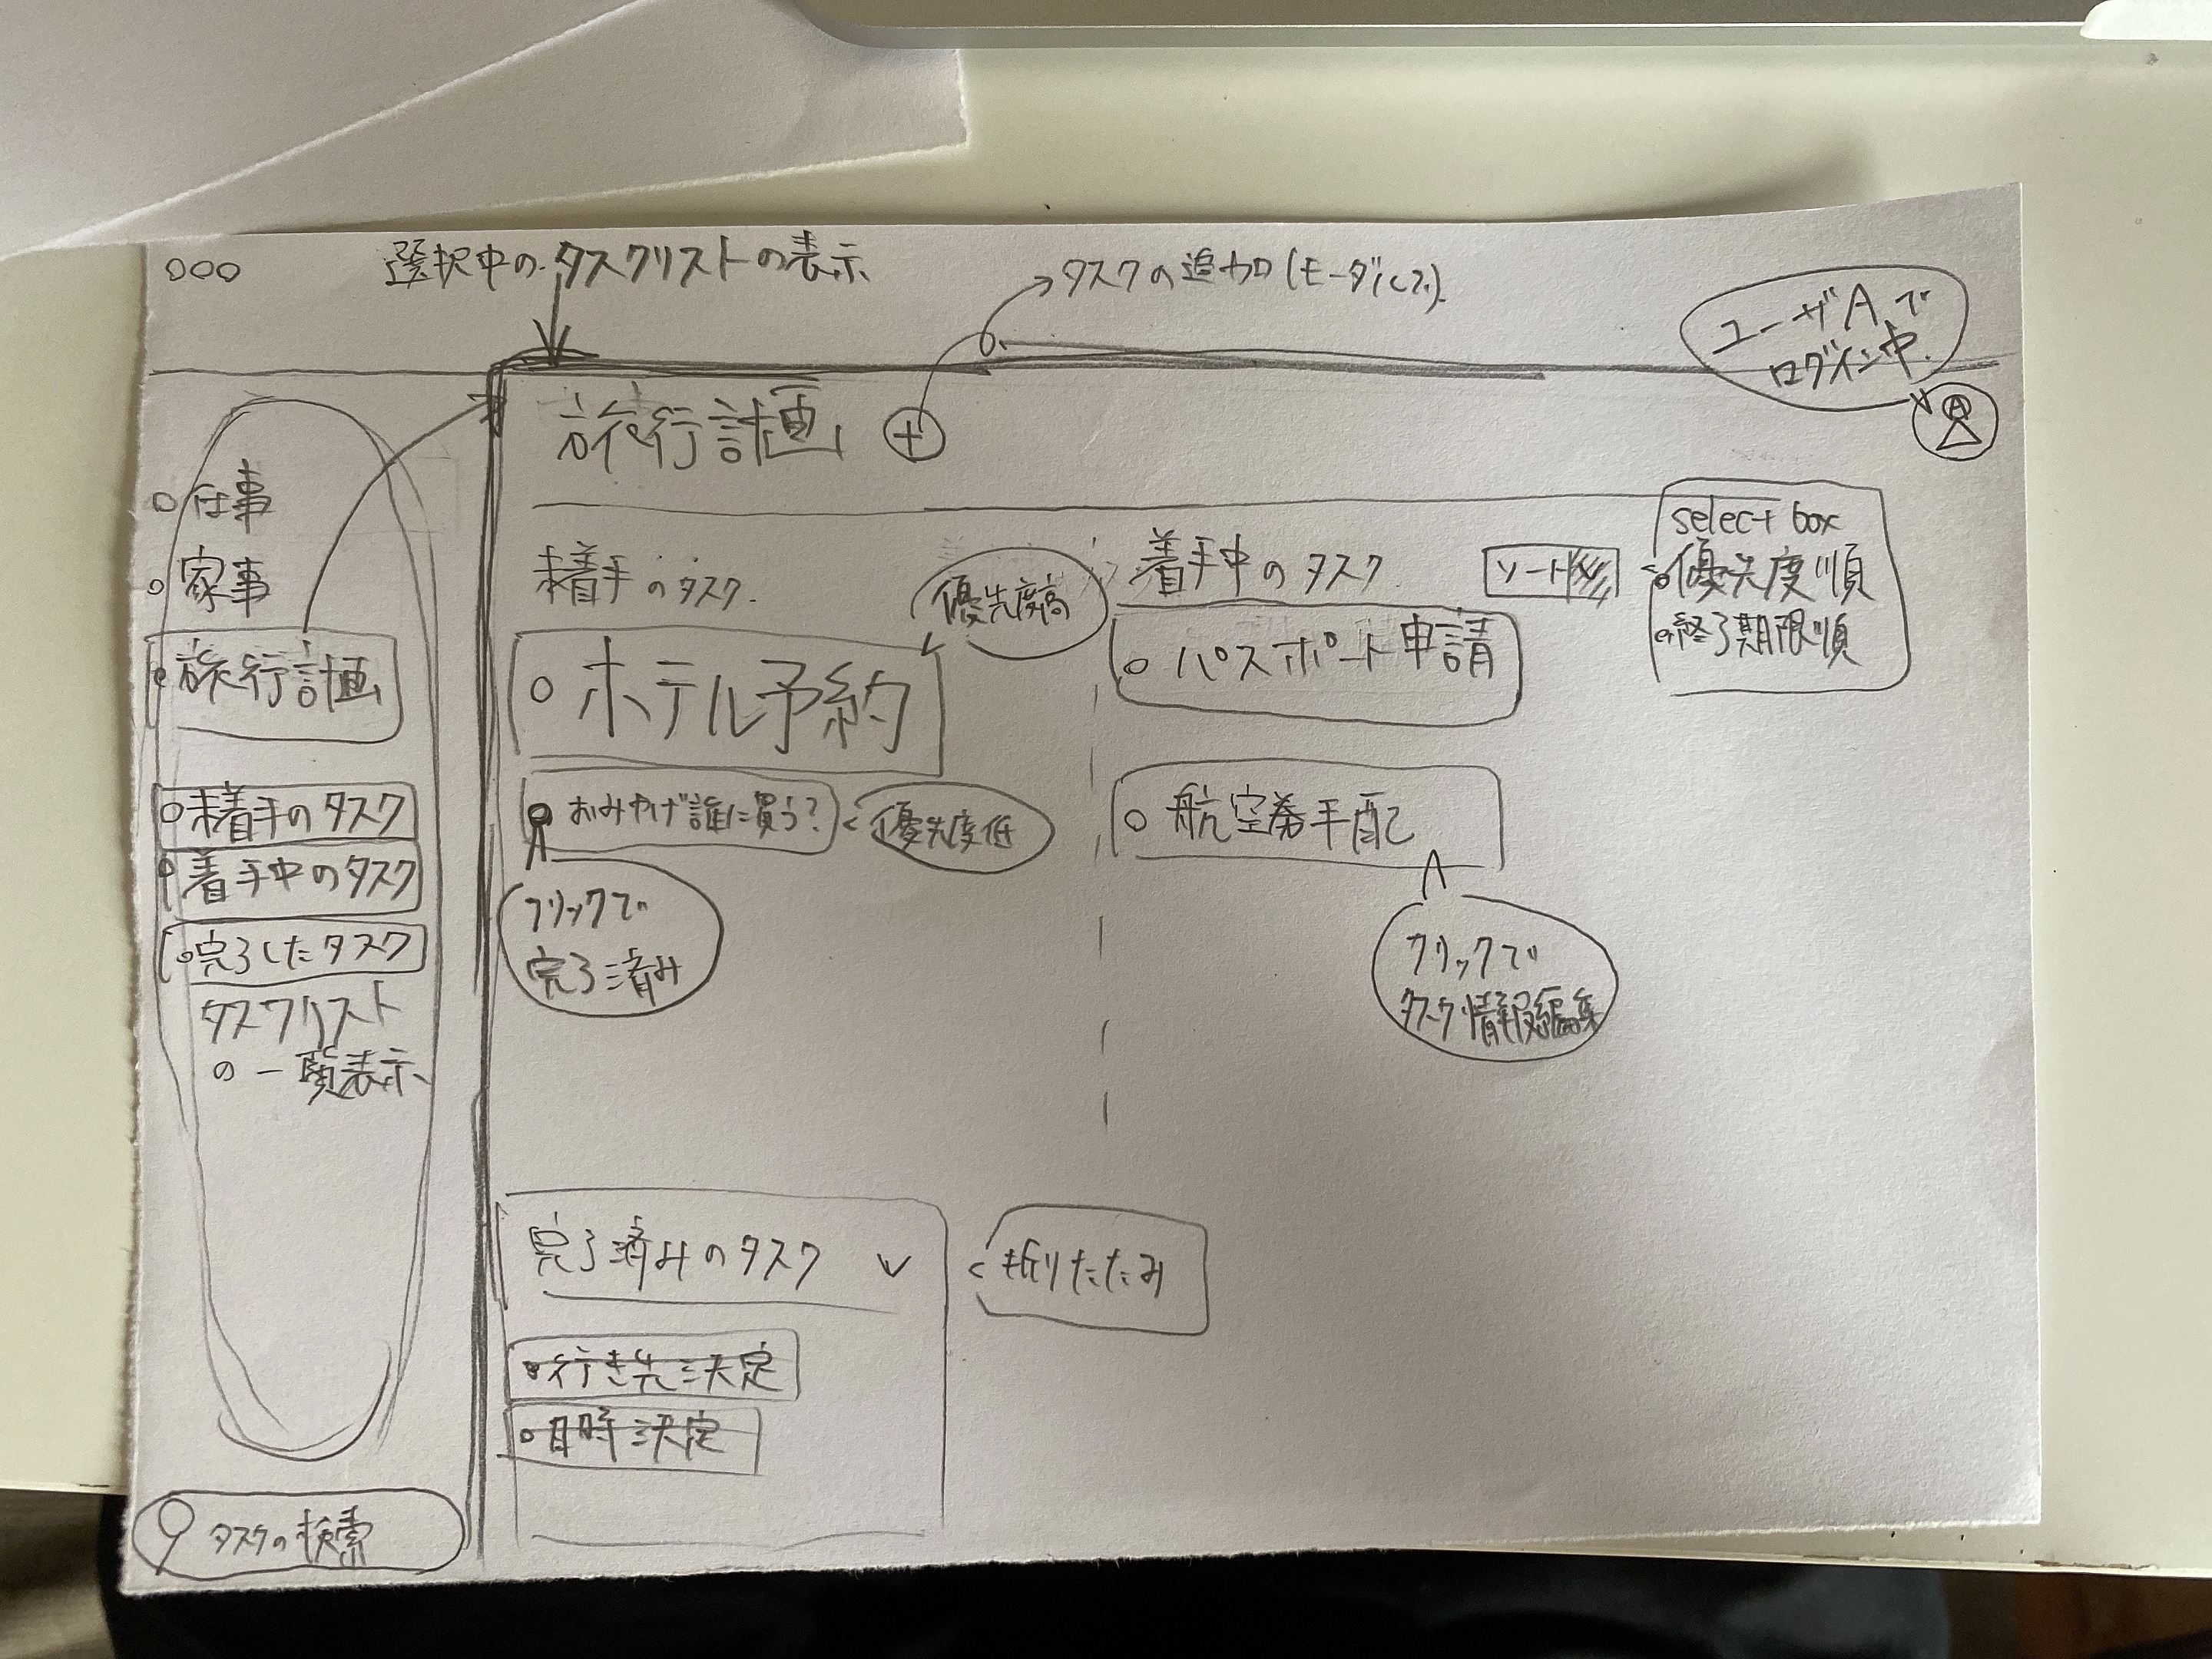 選択中のタスクリストの表示
タスクの追加(モーダルで)
ユーザAで
ログイン中.
A
旅行計画 +
仕事
家事
旅行計画
未着手のタスク
着手中のタスク
完了したタスク
タスクリスト
の一覧表示
タスクの検索
未着手のタスク.
優先度高
ホテル予約
おみやげ誰に買う?
優先度低
クリックで
完了済み
着手中のタスク
ソート
select box
優先度順
終了期限順
パスポート申請
航空券手配
クリックで
タスク情報編集
完了済みのタスク
折りたたみ
行き先決定
日時決定